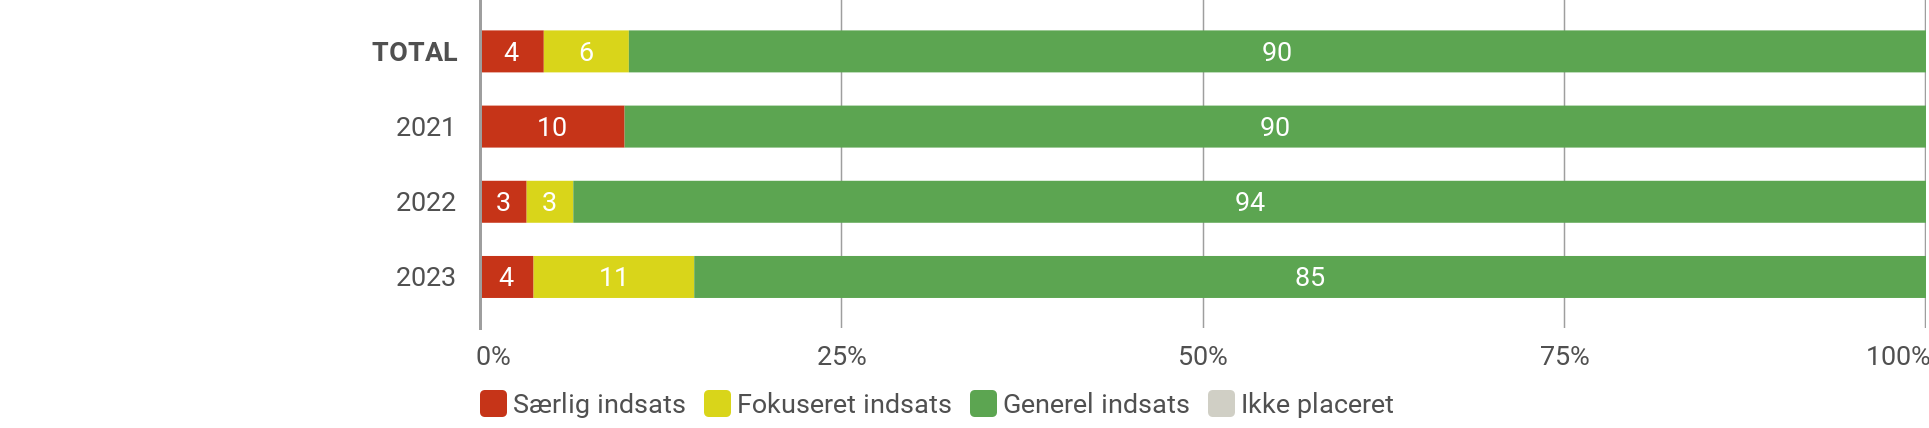 TOTAL 4 6 90
2021 10 90
2022 3 3 94
2023 4 11 85
0% 25% 50% 75% 100%
Særlig indsats Fokuseret indsats Generel indsats Ikke placeret